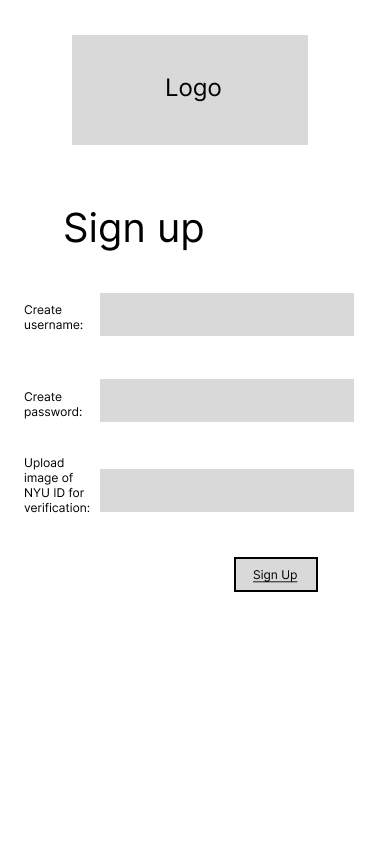 Logo
Sign up
Create
username:
Create
password:
Upload
image of
NYU ID for
verification:
Sign Up